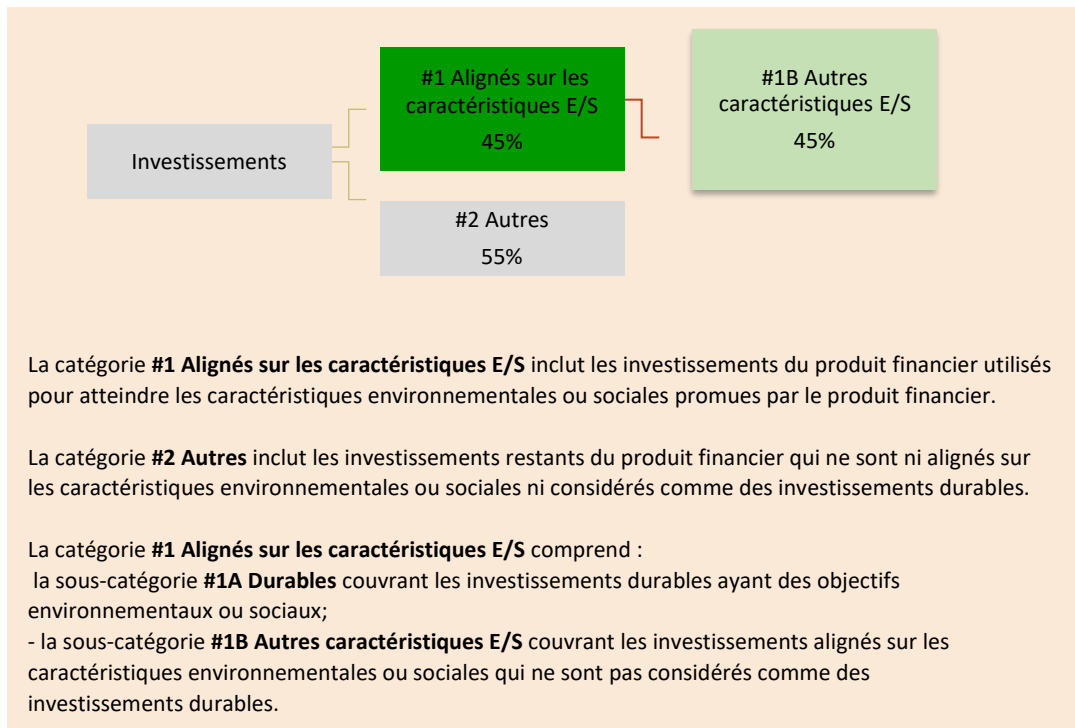 #1 Alignés sur les
caractéristiques E/S
45%
#1B Autres
caractéristiques E/S
45%
Investissements
#2 Autres
55%
La catégorie #1 Alignés sur les caractéristiques E/S inclut les investissements du produit financier utilisés
pour atteindre les caractéristiques environnementales ou sociales promues par le produit financier.
La catégorie #2 Autres inclut les investissements restants du produit financier qui ne sont ni alignés sur
les caractéristiques environnementales ou sociales ni considérés comme des investissements durables.
La catégorie #1 Alignés sur les caractéristiques E/S comprend :
la sous-catégorie #1A Durables couvrant les investissements durables ayant des objectifs
environnementaux ou sociaux;
- la sous-catégorie #1B Autres caractéristiques E/S couvrant les investissements alignés sur les
caractéristiques environnementales ou sociales qui ne sont pas considérés comme des
investissements durables.